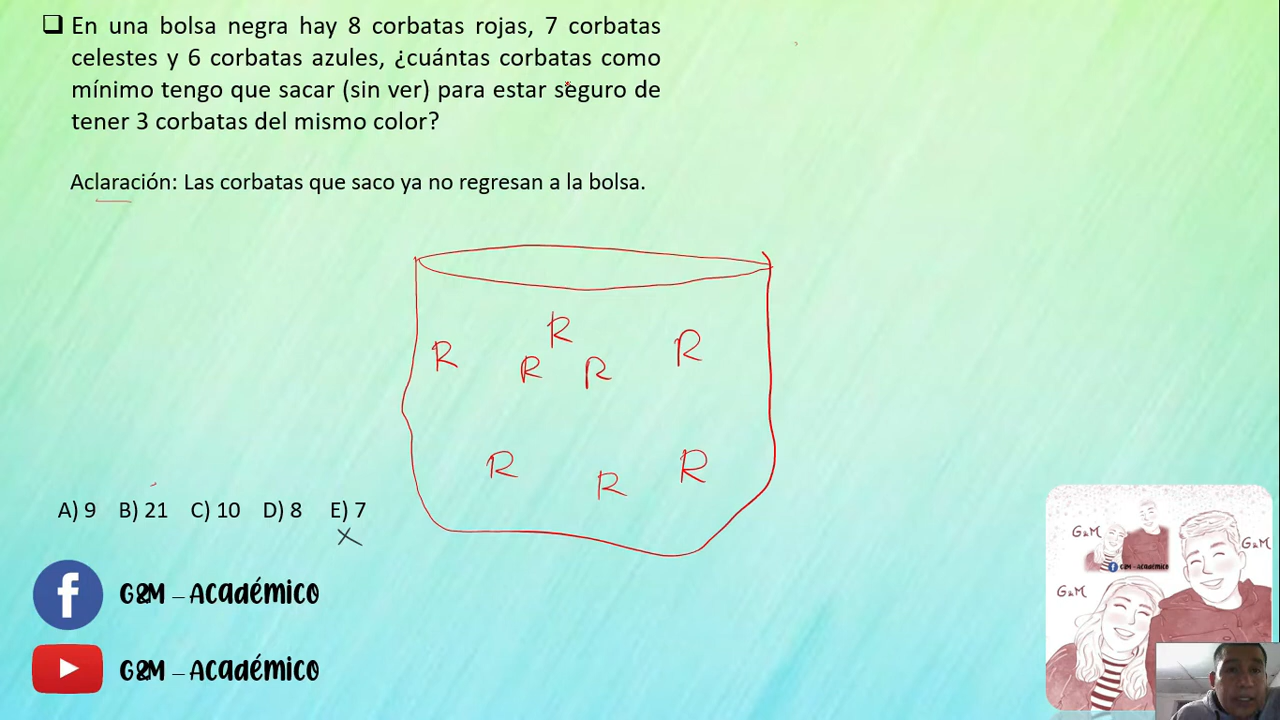 ❑ En una bolsa negra hay 8 corbatas rojas, 7 corbatas
celestes y 6 corbatas azules, ¿cuántas corbatas como
mínimo tengo que sacar (sin ver) para estar seguro de
tener 3 corbatas del mismo color?
Aclaración: Las corbatas que saco ya no regresan a la bolsa.
R
R
R
R
R
R
R
R
A) 9 B) 21 C) 10 D) 8 E) 7
G&M – Académico
G&M – Académico
G&M
G&M
G&M
G&M – Académico